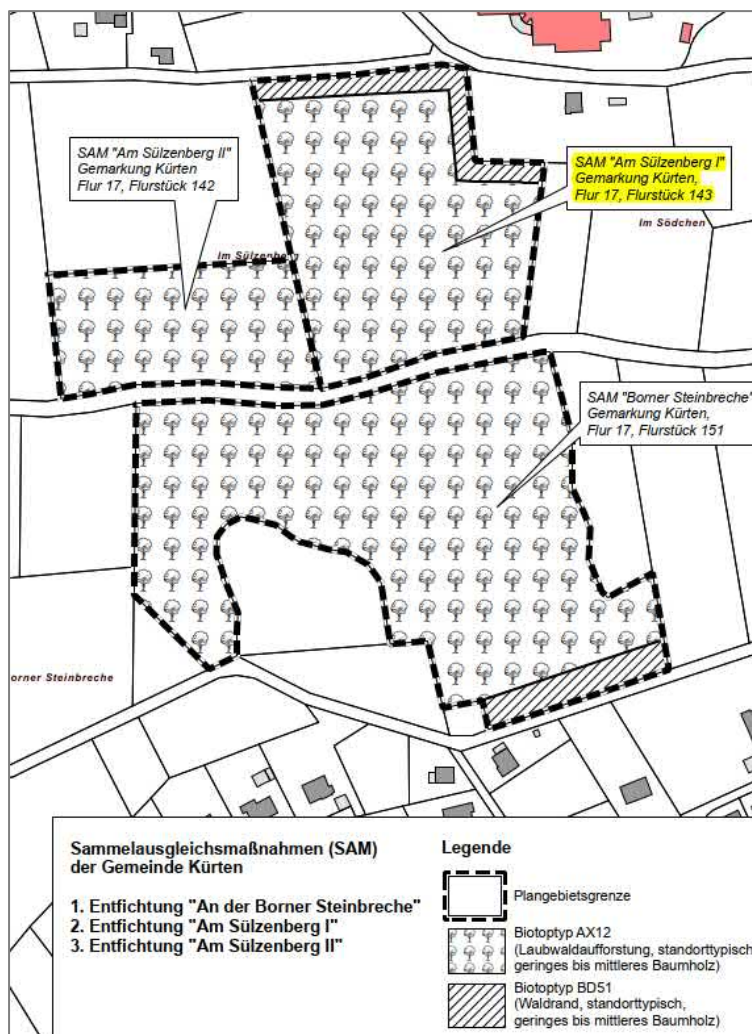 SAM "Am Sülzenberg II"
Gemarkung Kürten
Flur 17, Flurstück 142
SAM "Am Sülzenberg I"
Gemarkung Kürten,
Flur 17, Flurstück 143
Im Södchen
Im Sülzenberg
SAM "Borner Steinbreche"
Gemarkung Kürten,
Flur 17, Flurstück 151
orner Steinbreche
Sammelausgleichsmaßnahmen (SAM)
der Gemeinde Kürten
1. Entfichtung "An der Borner Steinbreche"
2. Entfichtung "Am Sülzenberg I"
3. Entfichtung "Am Sülzenberg II"
Legende
Plangebietsgrenze
Biotoptyp AX12
(Laubwaldaufforstung, standorttypisch
geringes bis mittleres Baumholz)
Biotoptyp BD51
(Waldrand, standorttypisch,
geringes bis mittleres Baumholz)